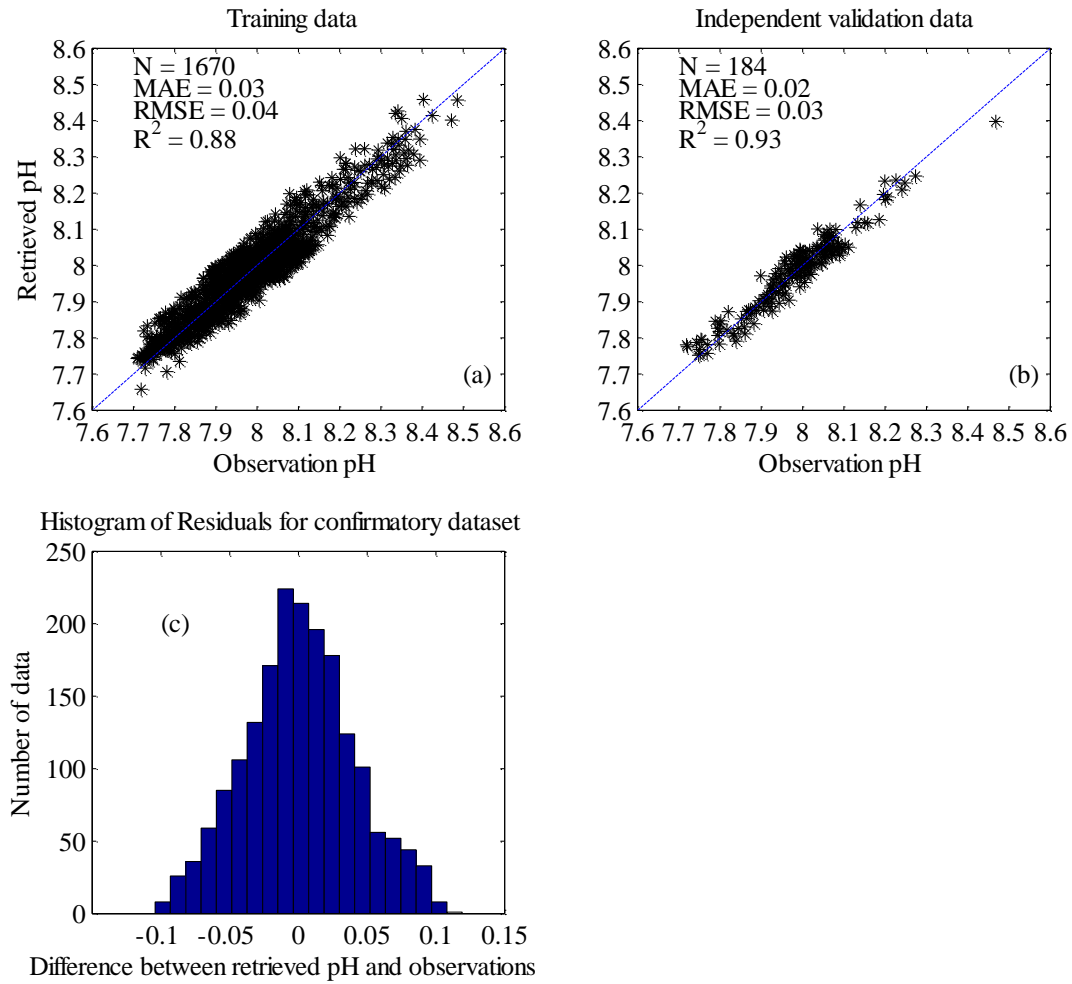 Training data
8.6
8.5
8.4
8.3
8.2
8.1
8
7.9
7.8
7.7
7.6
Retrieved pH
N = 1670
MAE = 0.03
RMSE = 0.04
R² = 0.88
(a)
7.6 7.7 7.8 7.9 8 8.1 8.2 8.3 8.4 8.5 8.6
Observation pH
Independent validation data
8.6
8.5
8.4
8.3
8.2
8.1
8
7.9
7.8
7.7
7.6
N = 184
MAE = 0.02
RMSE = 0.03
R² = 0.93
(b)
7.6 7.7 7.8 7.9 8 8.1 8.2 8.3 8.4 8.5 8.6
Observation pH
Histogram of Residuals for confirmatory dataset
250
200
150
100
50
0
Number of data
(c)
-0.1 -0.05 0 0.05 0.1 0.15
Difference between retrieved pH and observations